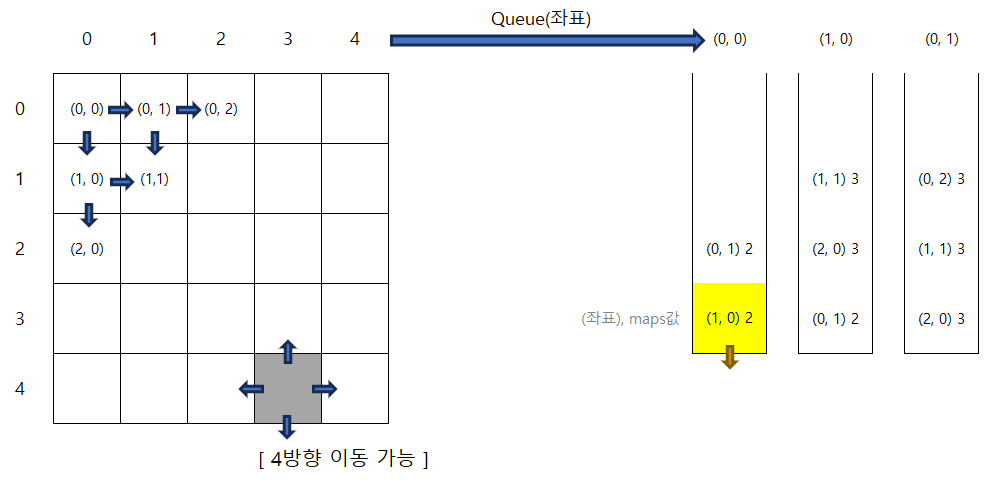 Queue(좌표)
0 1 2 3 4 (0, 0) (1, 0) (0, 1)
0 (0, 0) (0, 1) (0, 2)
1 (1, 0) (1,1) (1, 1) 3 (0, 2) 3
2 (2, 0) (0, 1) 2 (2, 0) 3 (1, 1) 3
3 (좌표), maps값 (1, 0) 2 (0, 1) 2 (2, 0) 3
4
[ 4방향 이동 가능 ]